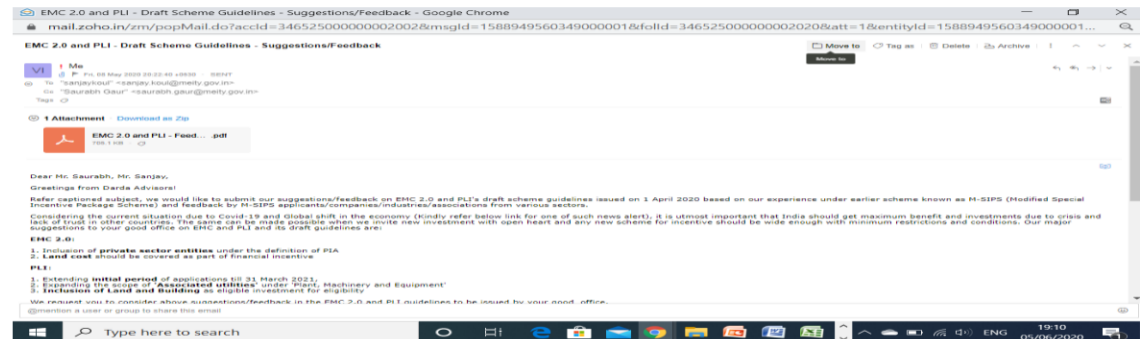 EMC 2.0 and PLI - Draft Scheme Guidelines - Suggestions/Feedback - Google Chrome
mail.zoho.in/zm/popMail.do?accId=346525000000002002&msgId=1588949560349000001&folId=346525000000002020&att=1&entityId=1588949560349000001...
EMC 2.0 and PLI - Draft Scheme Guidelines - Suggestions/Feedback
Move to
Tag as
Delete
Archive
Move to
VI
! Me
Fri, 08 May 2020 20:22:40 +0530 · SENT
To "sanjaykoul" <sanjay.koul@meity.gov.in>
Cc "Saurabh Gaur" <saurabh.gaur@meity.gov.in>
Tags
1 Attachment Download as Zip
EMC 2.0 and PLI - Feed... .pdf
Dear Mr. Saurabh, Mr. Sanjay,
Greetings from Darda Advisors!
Refer captioned subject, we would like to submit our suggestions/feedback on EMC 2.0 and PLI's draft scheme guidelines issued on 1 April 2020 based on our experience under earlier scheme known as M-SIPS (Modified Special
Incentive Package Scheme) and feedback by M-SIPS applicants/companies/industries/associations from various sectors.
Considering the current situation due to Covid-19 and Global shift in the economy (Kindly refer below link for one of such news alert), it is utmost important that India should get maximum benefit and investments due to crisis and
lack of trust in other countries. The same can be made possible when we invite new investment with open heart and any new scheme for incentive should be wide enough with minimum restrictions and conditions. Our major
suggestions to your good office on EMC and PLI and its draft guidelines are:
EMC 2.0:
1. Inclusion of private sector entities under the definition of PIA
2. Land cost should be covered as part of financial incentive
PLI:
1. Extending initial period of applications till 31 March 2021,
2. Expanding the scope of 'Associated utilities' under 'Plant, Machinery and Equipment'
3. Inclusion of Land and Building as eligible investment for eligibility
We request you to consider above suggestions/feedback in the EMC 2.0 and PLI guidelines to be issued by your good office.
@mention a user or group to share this email
Type here to search
ENG
19:10
05/06/2020